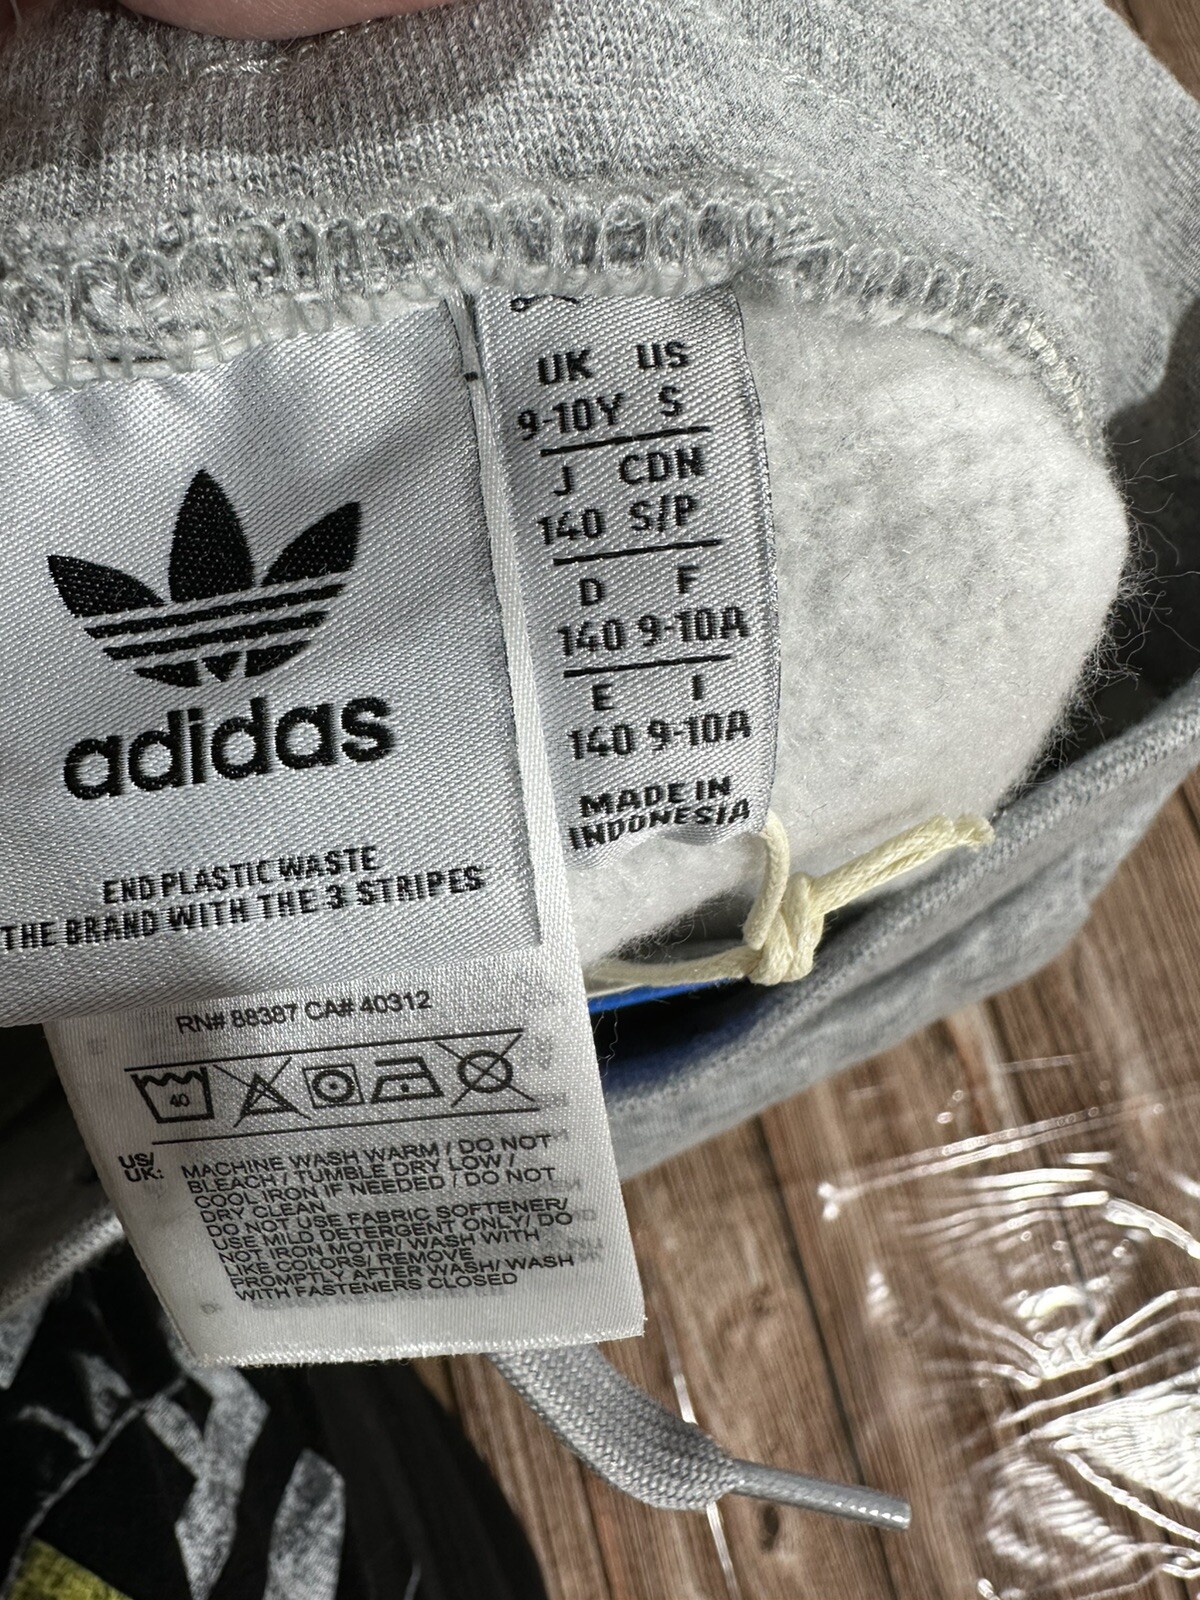 adidas
END PLASTIC WASTE
THE BRAND WITH THE 3 STRIPES
UK US
9-10Y S
J CDN
140 S/P
D F
140 9-10A
E I
140 9-10A
MADE IN
INDONESIA
RN# 88387 CA# 40312
40
US/
UK:
MACHINE WASH WARM / DO NOT
BLEACH / TUMBLE DRY LOW /
COOL IRON IF NEEDED / DO NOT
DRY CLEAN
DO NOT USE FABRIC SOFTENER/
USE MILD DETERGENT ONLY/ DO
NOT IRON MOTIF/ WASH WITH
LIKE COLORS/ REMOVE
PROMPTLY AFTER WASH/ WASH
WITH FASTENERS CLOSED